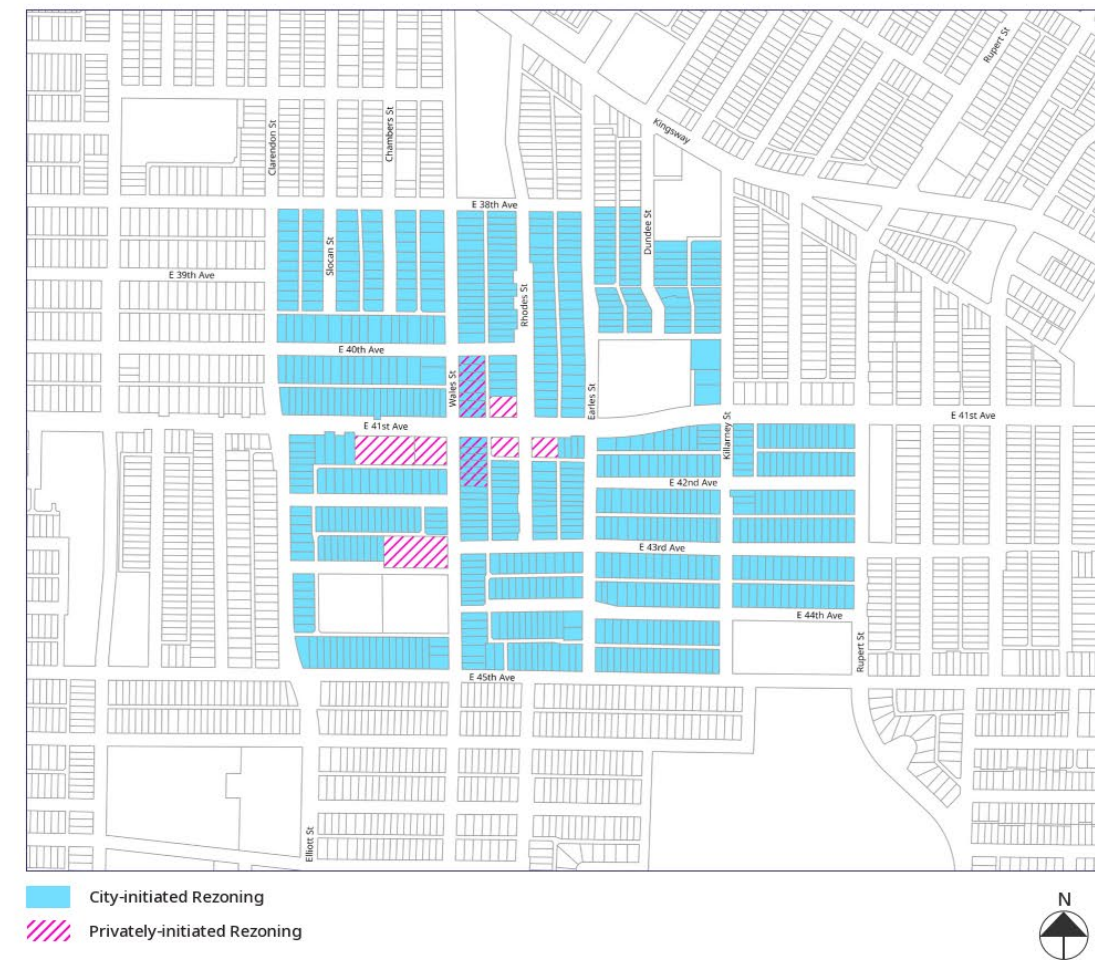 Rupert St
Clarendon St
Chambers St
Kingsway
E 38th Ave
Slocan St
Dundee St
E 39th Ave
Rhodes St
E 40th Ave
Wales St
Earles St
E 41st Ave
E 41st Ave
Killarney St
E 42nd Ave
E 43rd Ave
E 44th Ave
Rupert St
E 45th Ave
Elliott St
City-initiated Rezoning
Privately-initiated Rezoning
N